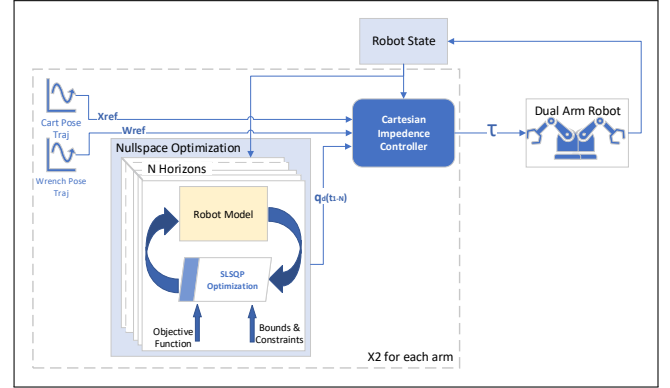 Robot State
Cart Pose
Traj
Xref
Wref
Wrench Pose
Traj
Cartesian
Impedance
Controller
τ
Dual Arm Robot
Nullspace Optimization
N Horizons
Robot Model
qd(t1-N)
SLSQP
Optimization
Objective
Function
Bounds &
Constraints
X2 for each arm